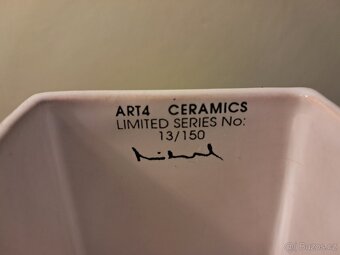 ART4 CERAMICS
LIMITED SERIES No:
13/150